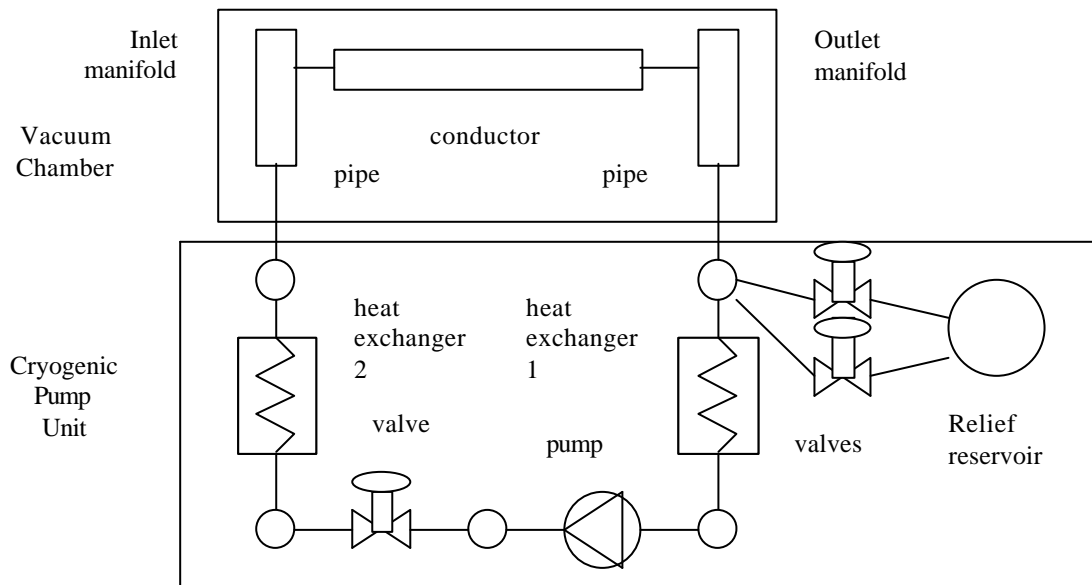 Inlet
manifold
Outlet
manifold
Vacuum
Chamber
conductor
pipe
pipe
heat
exchanger
2
heat
exchanger
1
Cryogenic
Pump
Unit
valve
pump
valves
Relief
reservoir